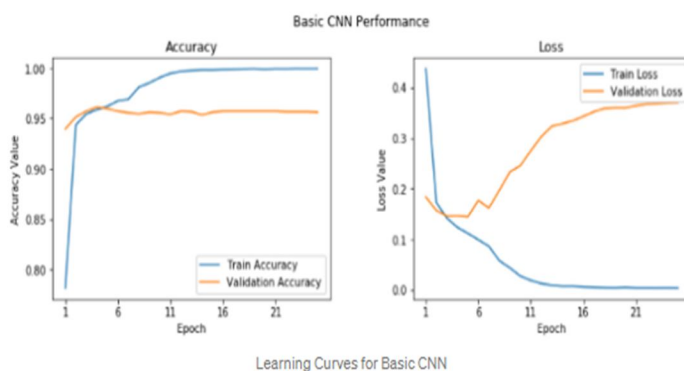 Basic CNN Performance
Accuracy
1.00
0.95
0.90
0.85
0.80
Accuracy Value
1 6 11 16 21
Epoch
Train Accuracy
Validation Accuracy
Loss
0.4
0.3
0.2
0.1
0.0
Loss Value
1 6 11 16 21
Epoch
Train Loss
Validation Loss
Learning Curves for Basic CNN